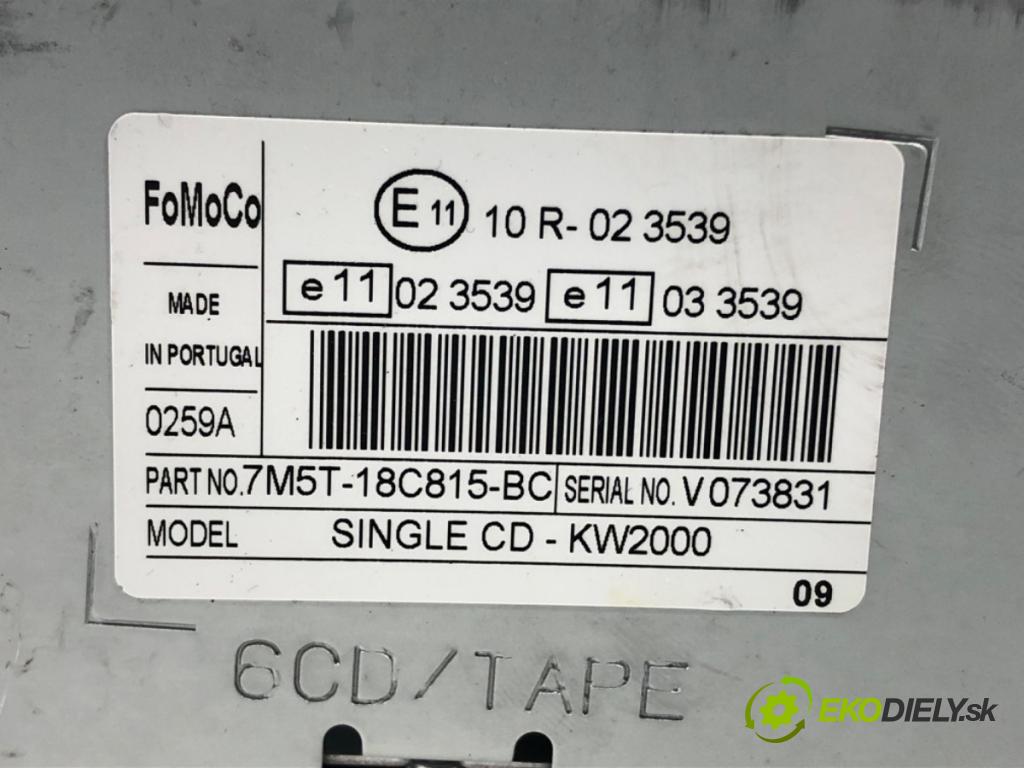 FoMoCo
E 11 10 R- 02 3539
e 11 02 3539 e 11 03 3539
MADE
IN PORTUGAL
0259A
PART NO. 7M5T-18C815-BC SERIAL NO. V073831
MODEL SINGLE CD - KW2000
09
6CD/TAPE
EKODIELY.sk